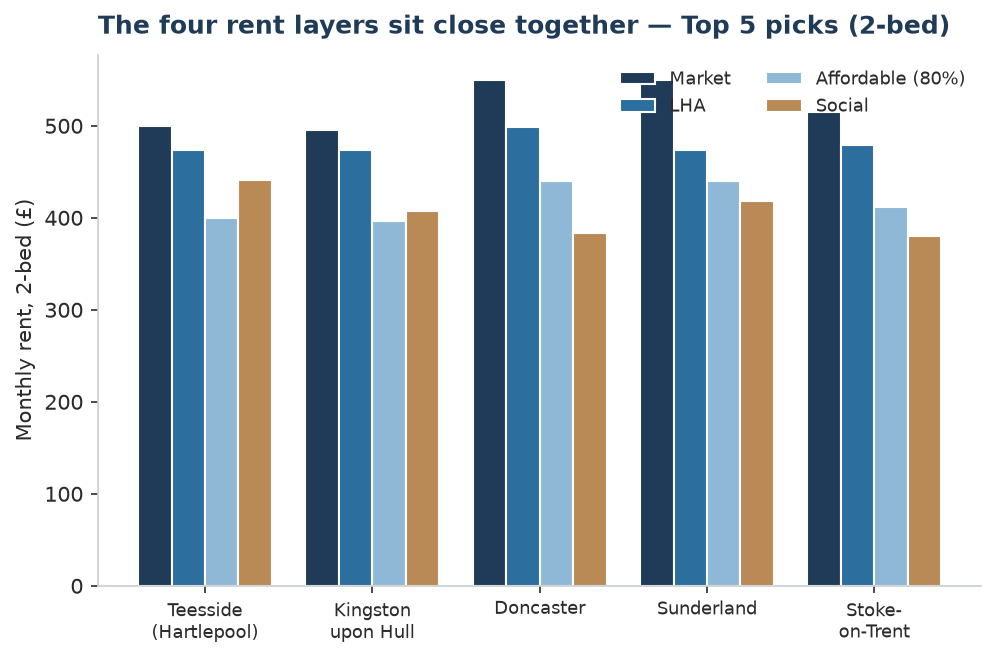 The four rent layers sit close together — Top 5 picks (2-bed)
Market
Affordable (80%)
LHA
Social
Monthly rent, 2-bed (£)
500
400
300
200
100
0
Teesside
(Hartlepool)
Kingston
upon Hull
Doncaster
Sunderland
Stoke-
on-Trent